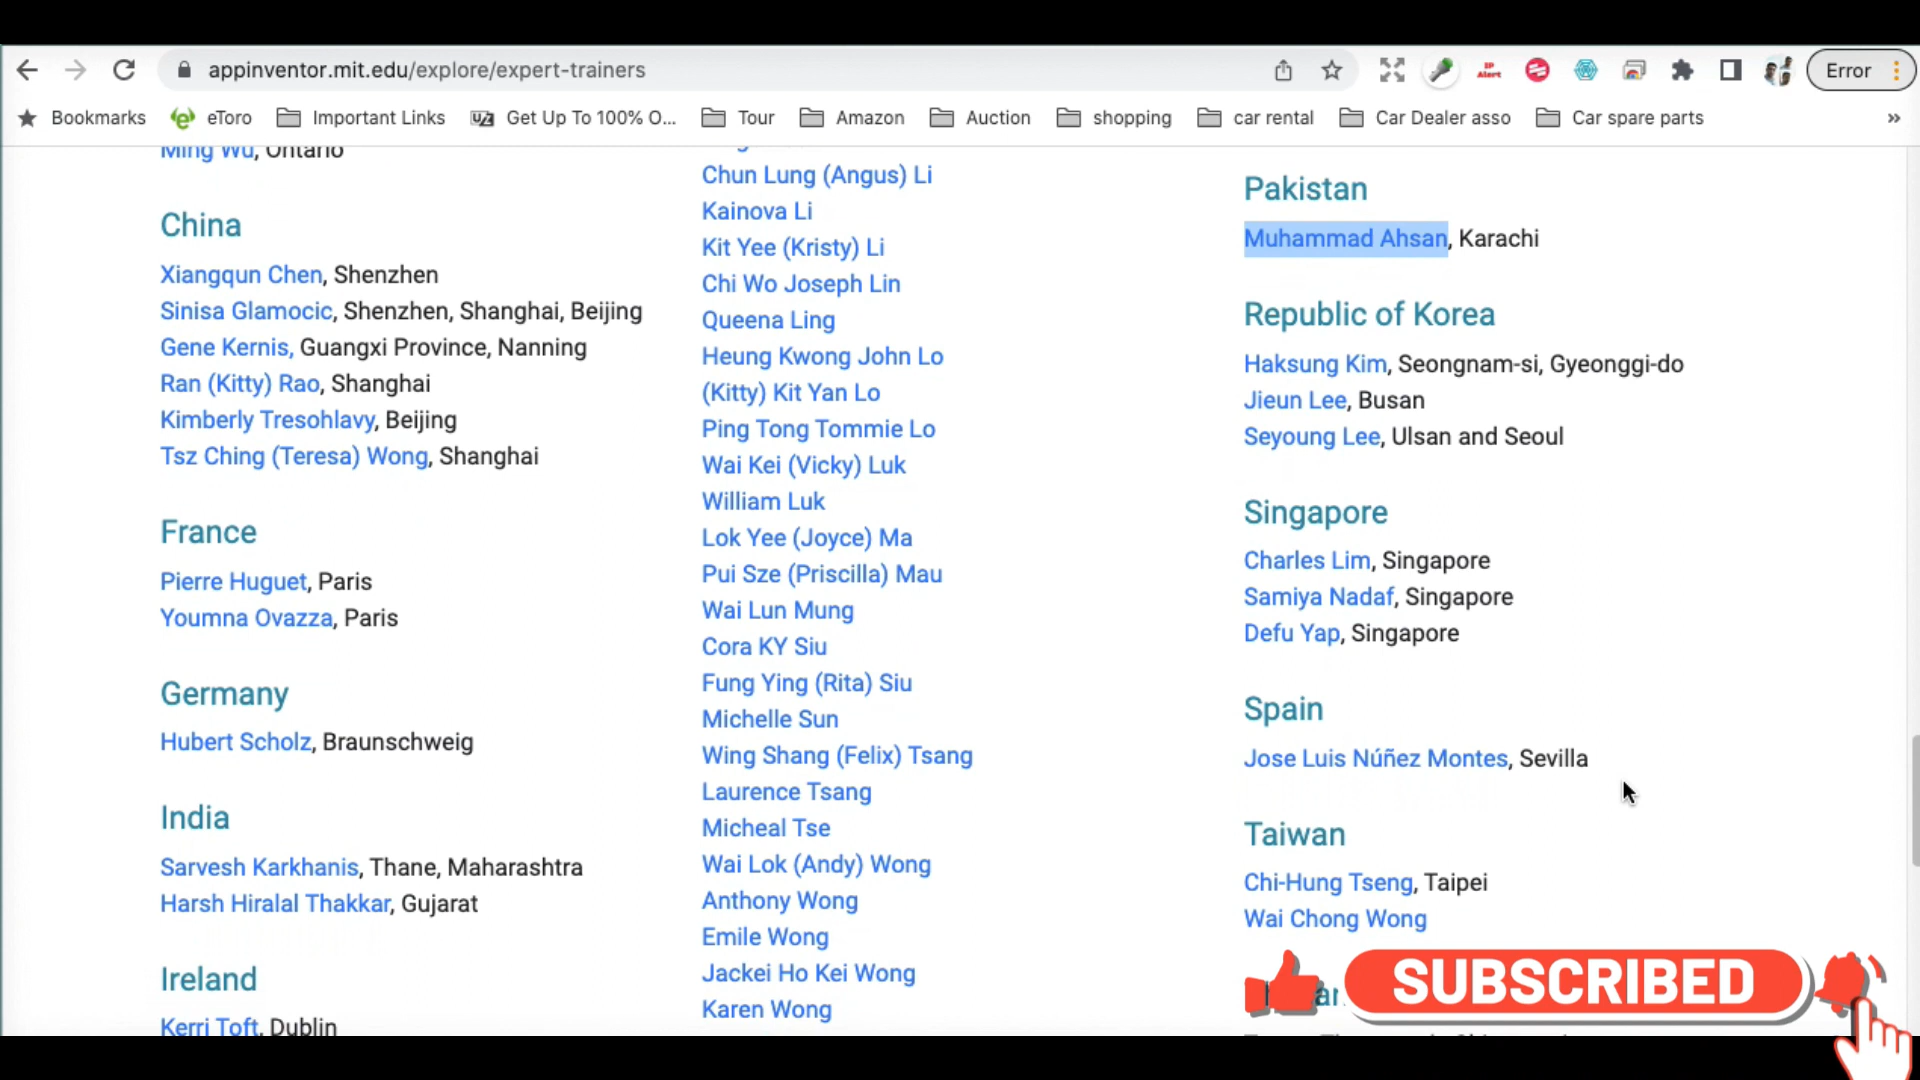 appinventor.mit.edu/explore/expert-trainers
IP Alert
Error
Bookmarks
eToro
Important Links
Get Up To 100% O...
Tour
Amazon
Auction
shopping
car rental
Car Dealer asso
Car spare parts
»
Ming Wu, Ontario
China
Xiangqun Chen, Shenzhen
Sinisa Glamocic, Shenzhen, Shanghai, Beijing
Gene Kernis, Guangxi Province, Nanning
Ran (Kitty) Rao, Shanghai
Kimberly Tresohlavy, Beijing
Tsz Ching (Teresa) Wong, Shanghai
France
Pierre Huguet, Paris
Youmna Ovazza, Paris
Germany
Hubert Scholz, Braunschweig
India
Sarvesh Karkhanis, Thane, Maharashtra
Harsh Hiralal Thakkar, Gujarat
Ireland
Kerri Toft, Dublin
Chun Lung (Angus) Li
Kainova Li
Kit Yee (Kristy) Li
Chi Wo Joseph Lin
Queena Ling
Heung Kwong John Lo
(Kitty) Kit Yan Lo
Ping Tong Tommie Lo
Wai Kei (Vicky) Luk
William Luk
Lok Yee (Joyce) Ma
Pui Sze (Priscilla) Mau
Wai Lun Mung
Cora KY Siu
Fung Ying (Rita) Siu
Michelle Sun
Wing Shang (Felix) Tsang
Laurence Tsang
Micheal Tse
Wai Lok (Andy) Wong
Anthony Wong
Emile Wong
Jackei Ho Kei Wong
Karen Wong
Pakistan
Muhammad Ahsan, Karachi
Republic of Korea
Haksung Kim, Seongnam-si, Gyeonggi-do
Jieun Lee, Busan
Seyoung Lee, Ulsan and Seoul
Singapore
Charles Lim, Singapore
Samiya Nadaf, Singapore
Defu Yap, Singapore
Spain
Jose Luis Núñez Montes, Sevilla
Taiwan
Chi-Hung Tseng, Taipei
Wai Chong Wong
SUBSCRIBED